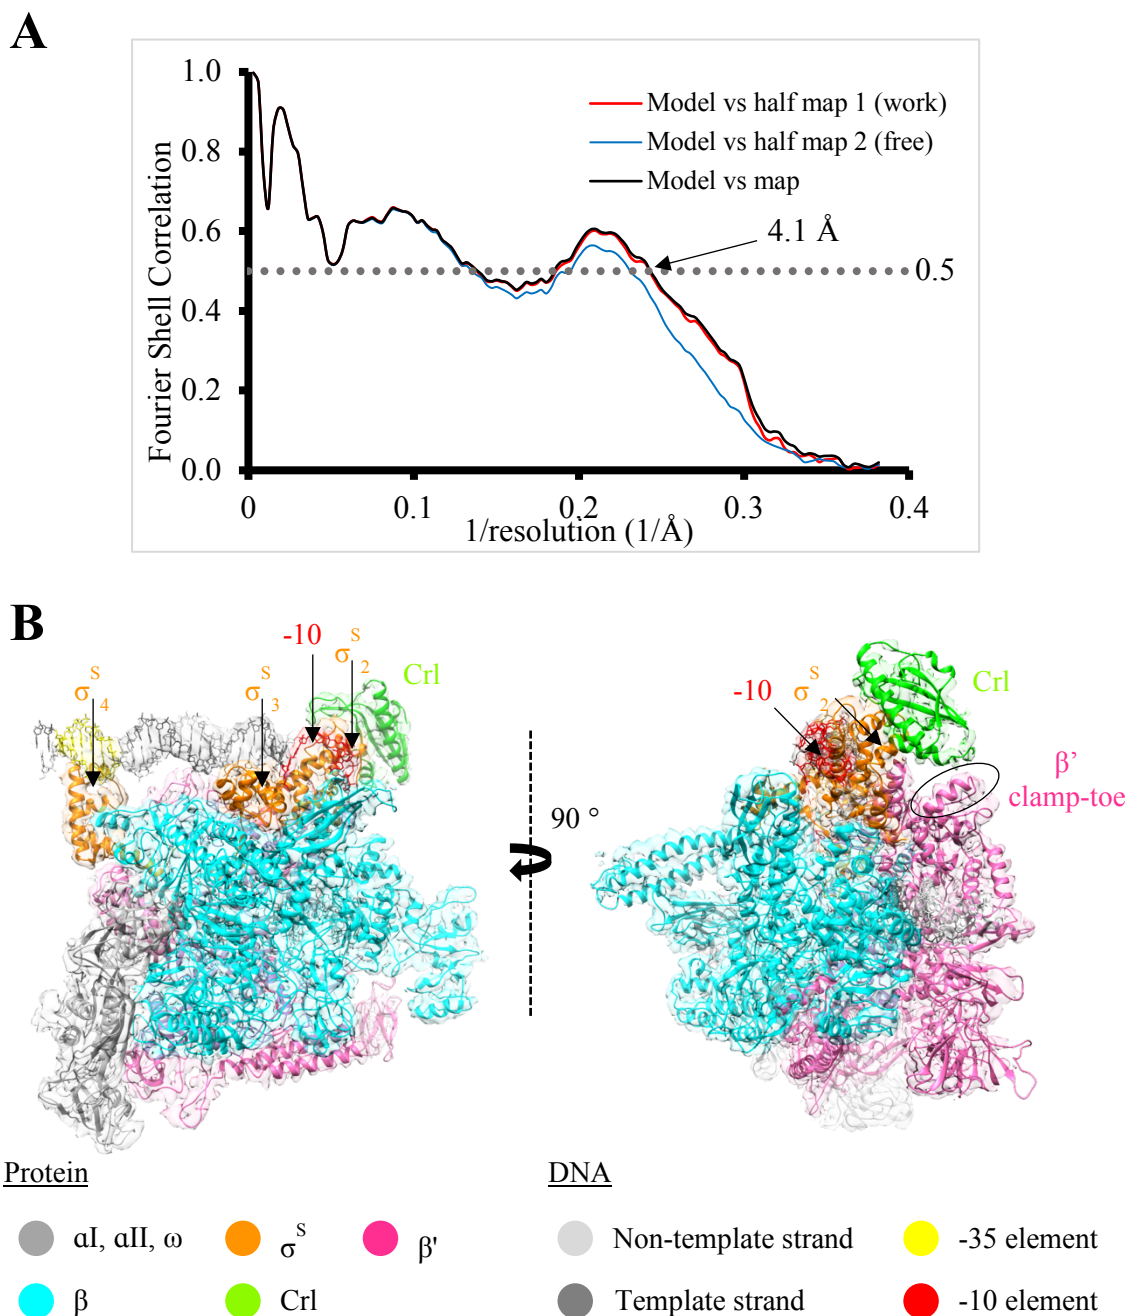 A
1.0
0.8
0.6
0.4
0.2
0.0
Fourier Shell Correlation
Model vs half map 1 (work)
Model vs half map 2 (free)
Model vs map
4.1 Å
0.5
0
0.1
0.2
0.3
0.4
1/resolution (1/Å)
B
-10
σS2
Crl
σS4
σS3
90 °
-10
σS2
Crl
β’
clamp-toe
Protein
αI, αII, ω
σS
β'
β
Crl
DNA
Non-template strand
-35 element
Template strand
-10 element